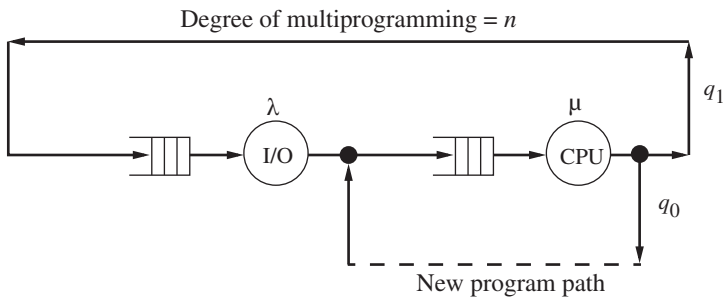 Degree of multiprogramming = n
q1
λ
μ
I/O
CPU
q0
New program path